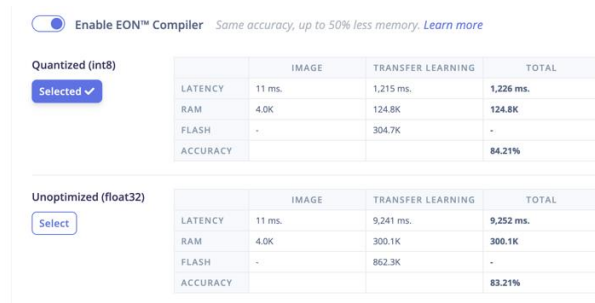 Enable EON™ Compiler Same accuracy, up to 50% less memory. Learn more
Quantized (int8)
Selected ✓
IMAGE TRANSFER LEARNING TOTAL
LATENCY 11 ms. 1,215 ms. 1,226 ms.
RAM 4.0K 124.8K 124.8K
FLASH - 304.7K -
ACCURACY 84.21%
Unoptimized (float32)
Select
IMAGE TRANSFER LEARNING TOTAL
LATENCY 11 ms. 9,241 ms. 9,252 ms.
RAM 4.0K 300.1K 300.1K
FLASH - 862.3K -
ACCURACY 83.21%